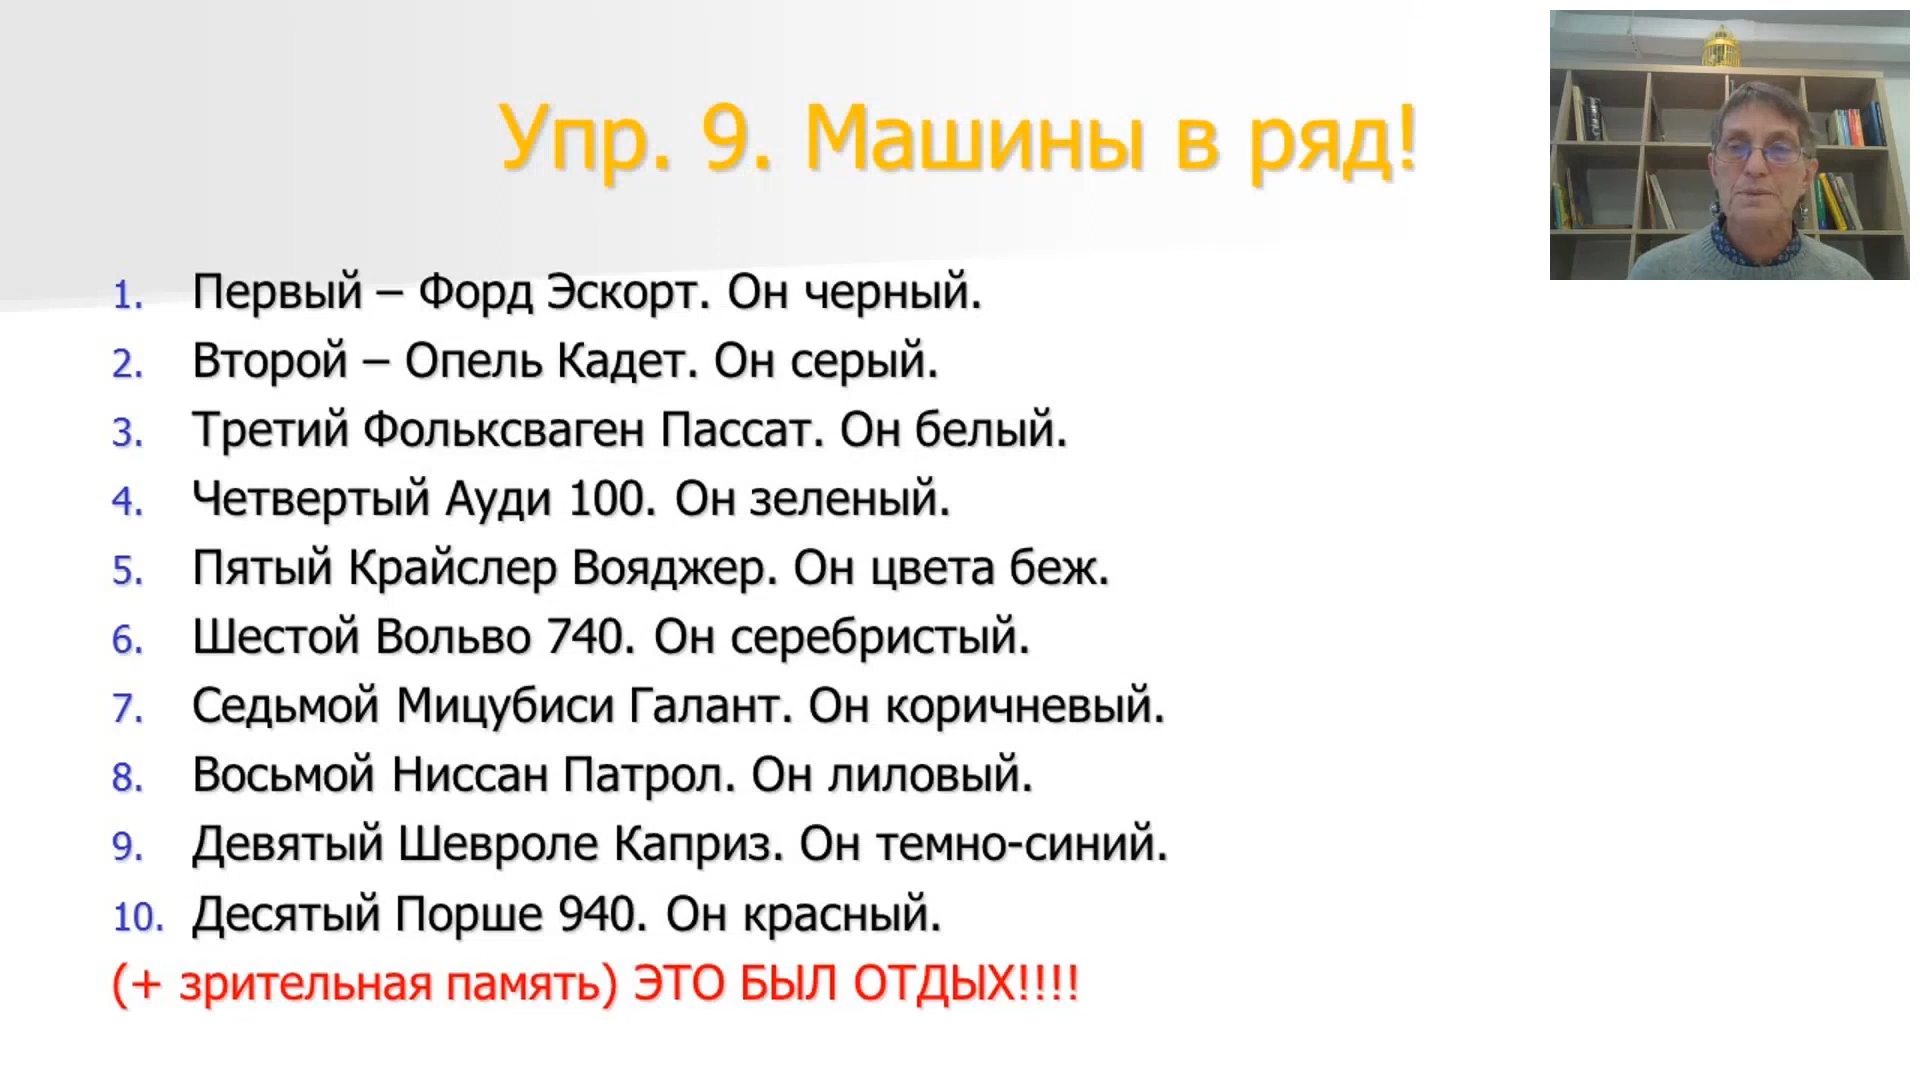 Упр. 9. Машины в ряд!
1. Первый – Форд Эскорт. Он черный.
2. Второй – Опель Кадет. Он серый.
3. Третий Фольксваген Пассат. Он белый.
4. Четвертый Ауди 100. Он зеленый.
5. Пятый Крайслер Вояджер. Он цвета беж.
6. Шестой Вольво 740. Он серебристый.
7. Седьмой Мицубиси Галант. Он коричневый.
8. Восьмой Ниссан Патрол. Он лиловый.
9. Девятый Шевроле Каприз. Он темно-синий.
10. Десятый Порше 940. Он красный.
(+ зрительная память) ЭТО БЫЛ ОТДЫХ!!!!